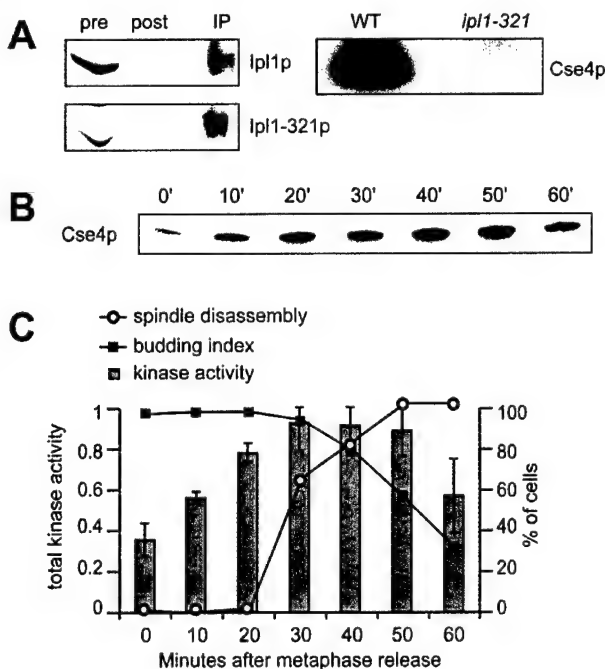 A
pre post IP
Ipl1p
Ipl1-321p
WT ipl1-321
Cse4p
B
0' 10' 20' 30' 40' 50' 60'
Cse4p
C
spindle disassembly
budding index
kinase activity
total kinase activity
1
0.8
0.6
0.4
0.2
0
100
80
60
40
20
0
% of cells
0 10 20 30 40 50 60
Minutes after metaphase release